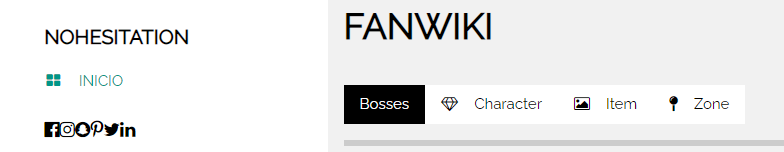 NOHESITATION
INICIO
FANWIKI
Bosses Character Item Zone